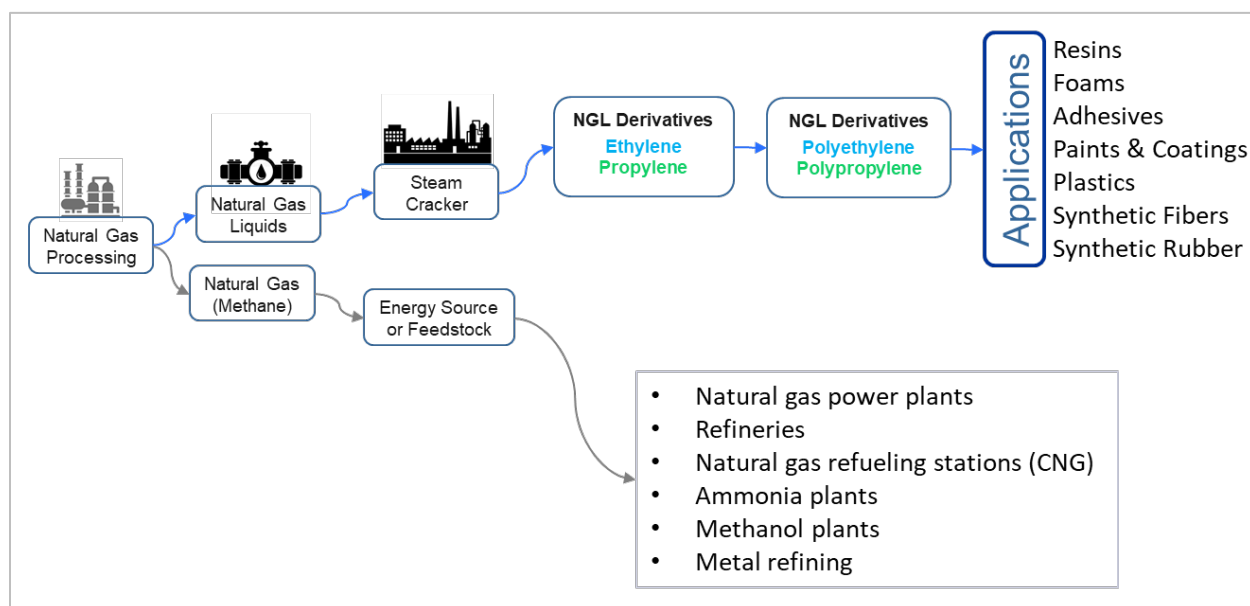 Natural Gas
Processing
Natural Gas
Liquids
Steam
Cracker
NGL Derivatives
Ethylene
Propylene
NGL Derivatives
Polyethylene
Polypropylene
Applications
Resins
Foams
Adhesives
Paints & Coatings
Plastics
Synthetic Fibers
Synthetic Rubber
Natural Gas
(Methane)
Energy Source
or Feedstock
• Natural gas power plants
• Refineries
• Natural gas refueling stations (CNG)
• Ammonia plants
• Methanol plants
• Metal refining